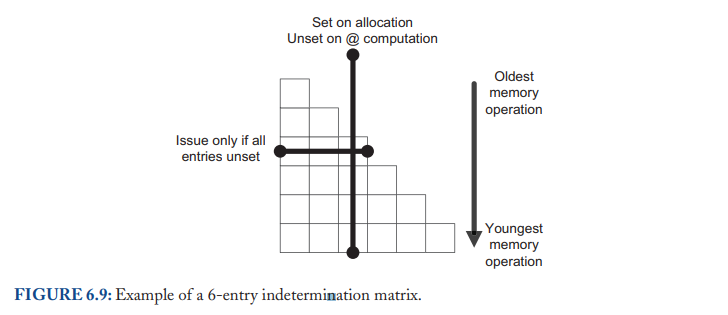 Set on allocation
Unset on @ computation
Oldest
memory
operation
Issue only if all
entries unset
Youngest
memory
operation
FIGURE 6.9: Example of a 6-entry indetermination matrix.